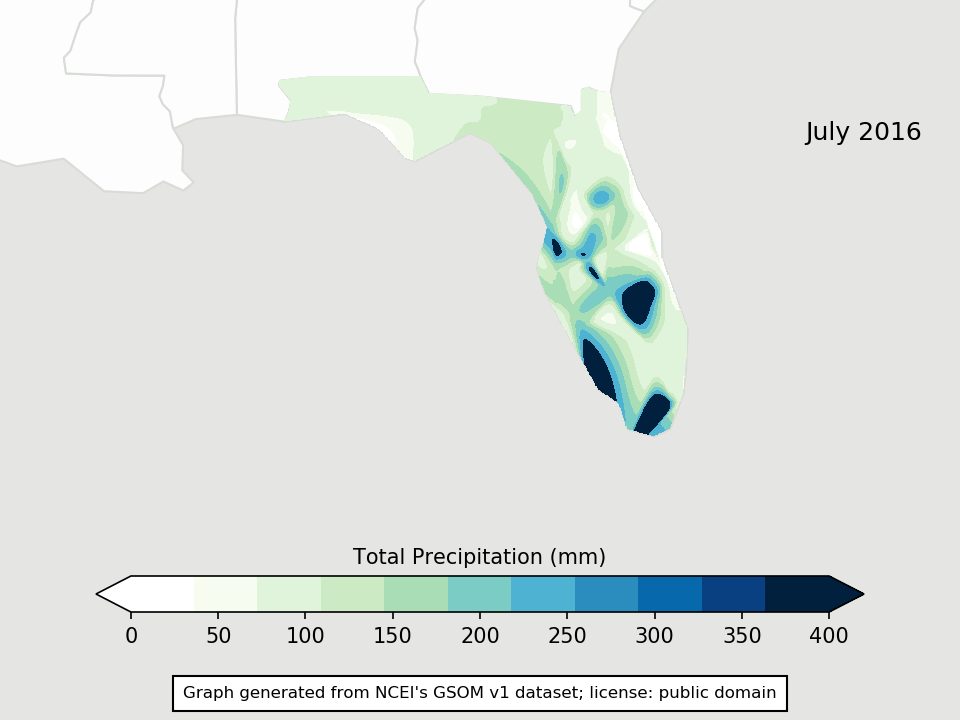 July 2016
Total Precipitation (mm)
0 50 100 150 200 250 300 350 400
Graph generated from NCEI's GSOM v1 dataset; license: public domain